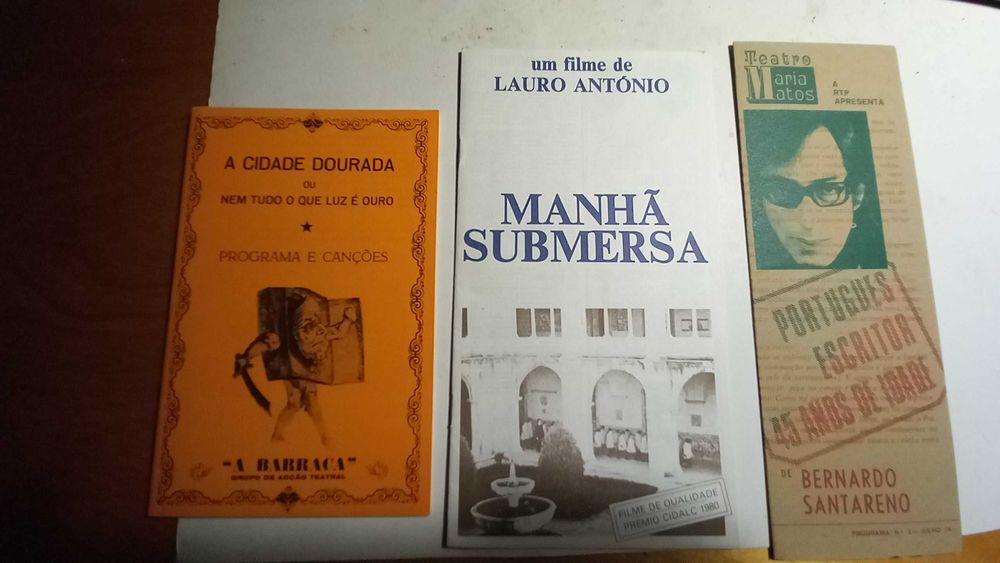 A CIDADE DOURADA
OU
NEM TUDO O QUE LUZ É OURO
PROGRAMA E CANÇÕES
"A BARRACA"
GRUPO DE ACÇÃO TEATRAL
um filme de
LAURO ANTÓNIO
MANHÃ
SUBMERSA
FILME DE QUALIDADE
PRÉMIO CIDALC 1980
Teatro
Maria
Matos
A
RTP
APRESENTA
PORTUGUÊS
ESCRITOR
45 ANOS DE IDADE
DE BERNARDO
SANTARENO